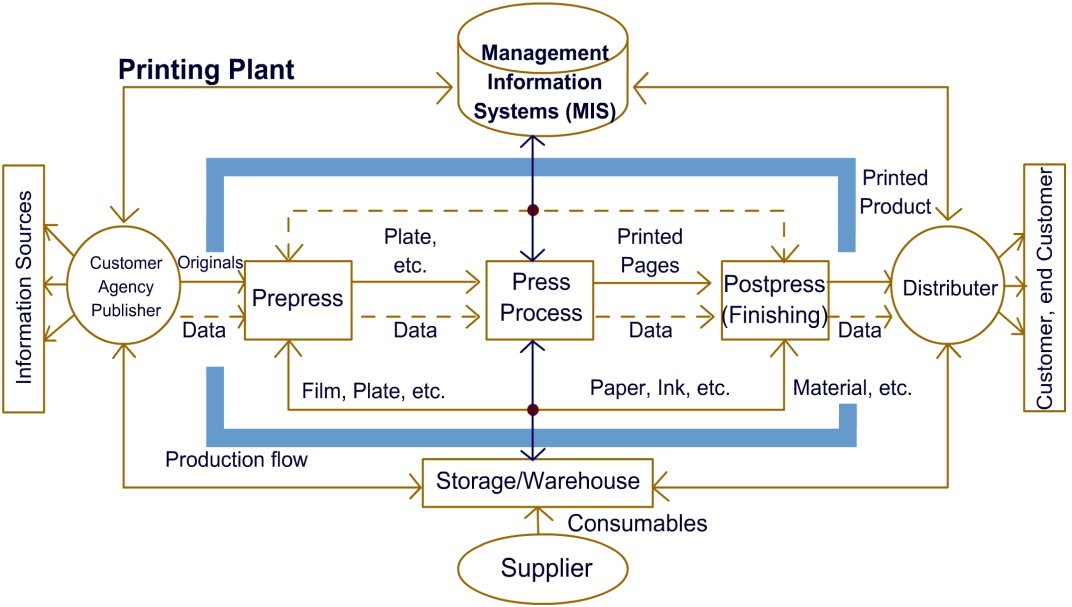 Printing Plant
Management
Information
Systems (MIS)
Information Sources
Customer
Agency
Publisher
Originals
Data
Prepress
Plate,
etc.
Data
Press
Process
Printed
Pages
Data
Postpress
(Finishing)
Printed
Product
Data
Distributer
Customer, end Customer
Film, Plate, etc.
Paper, Ink, etc.
Material, etc.
Production flow
Storage/Warehouse
Consumables
Supplier